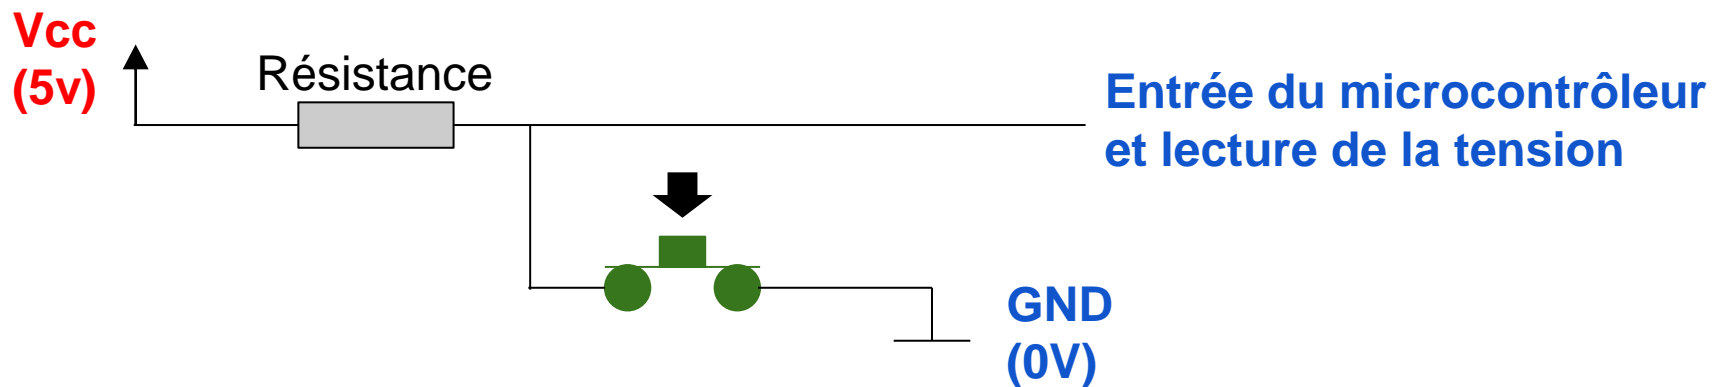 Vcc
(5v)
Résistance
Entrée du microcontrôleur
et lecture de la tension
GND
(0V)